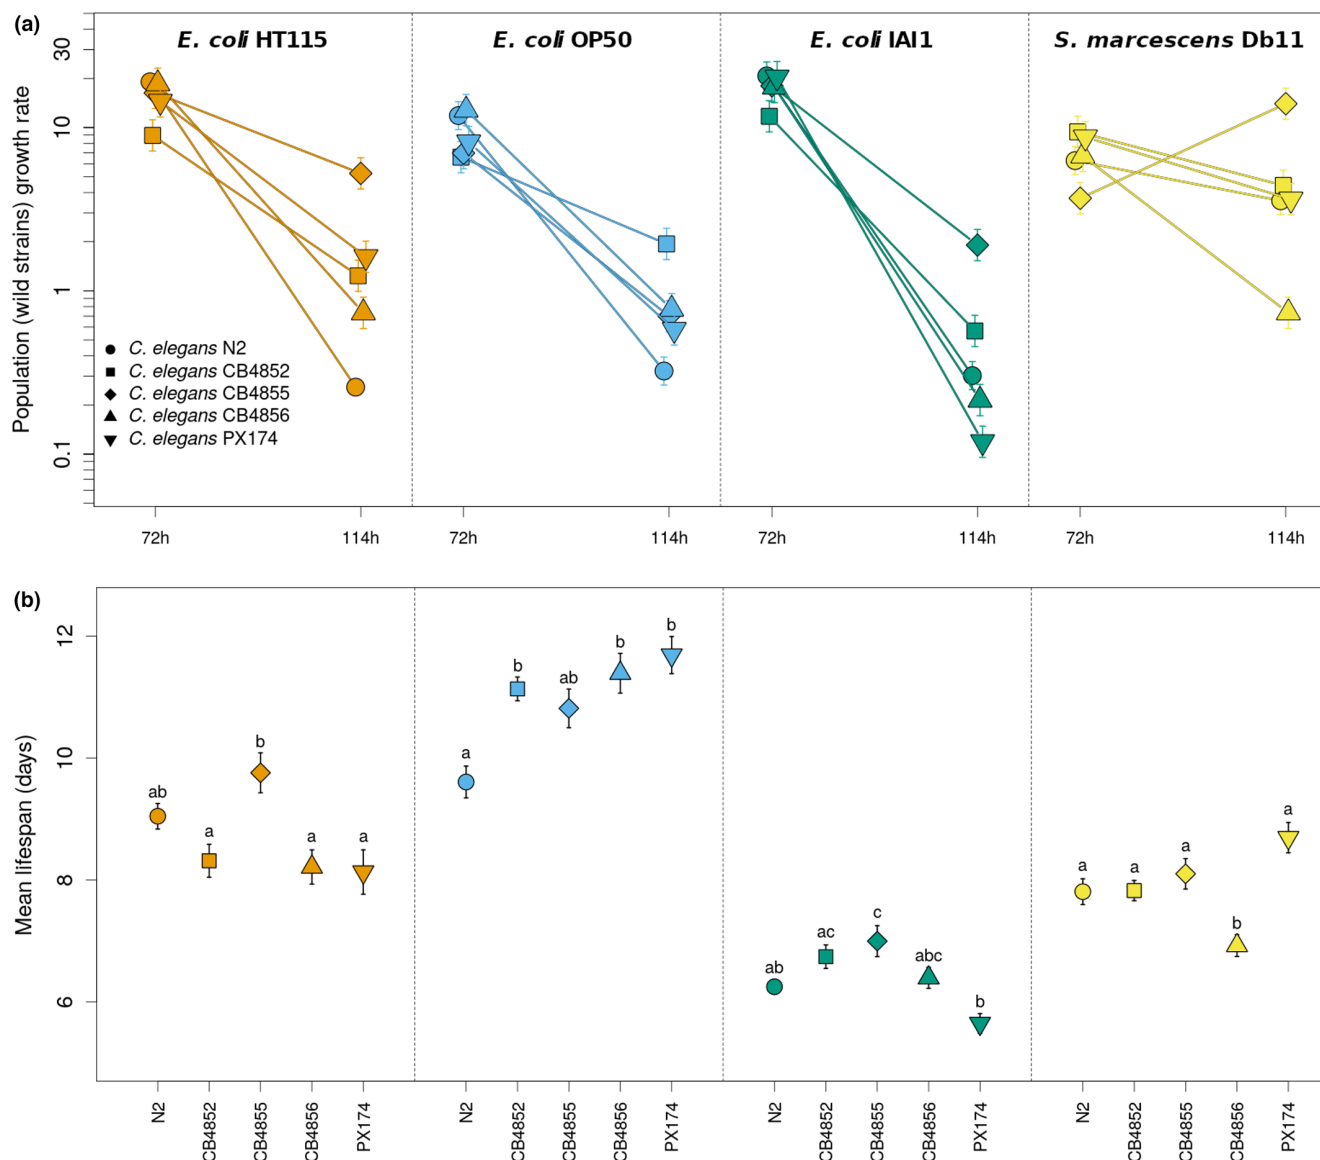 (a)
E. coli HT115 E. coli OP50 E. coli IAI1 S. marcescens Db11
Population (wild strains) growth rate
30
10
1
0.1
C. elegans N2
C. elegans CB4852
C. elegans CB4855
C. elegans CB4856
C. elegans PX174
72h 114h 72h 114h 72h 114h 72h 114h
(b)
Mean lifespan (days)
12
10
8
6
ab a b a a
a b ab b b
ab ac c abc b
a a a b a
N2 CB4852 CB4855 CB4856 PX174 N2 CB4852 CB4855 CB4856 PX174 N2 CB4852 CB4855 CB4856 PX174 N2 CB4852 CB4855 CB4856 PX174